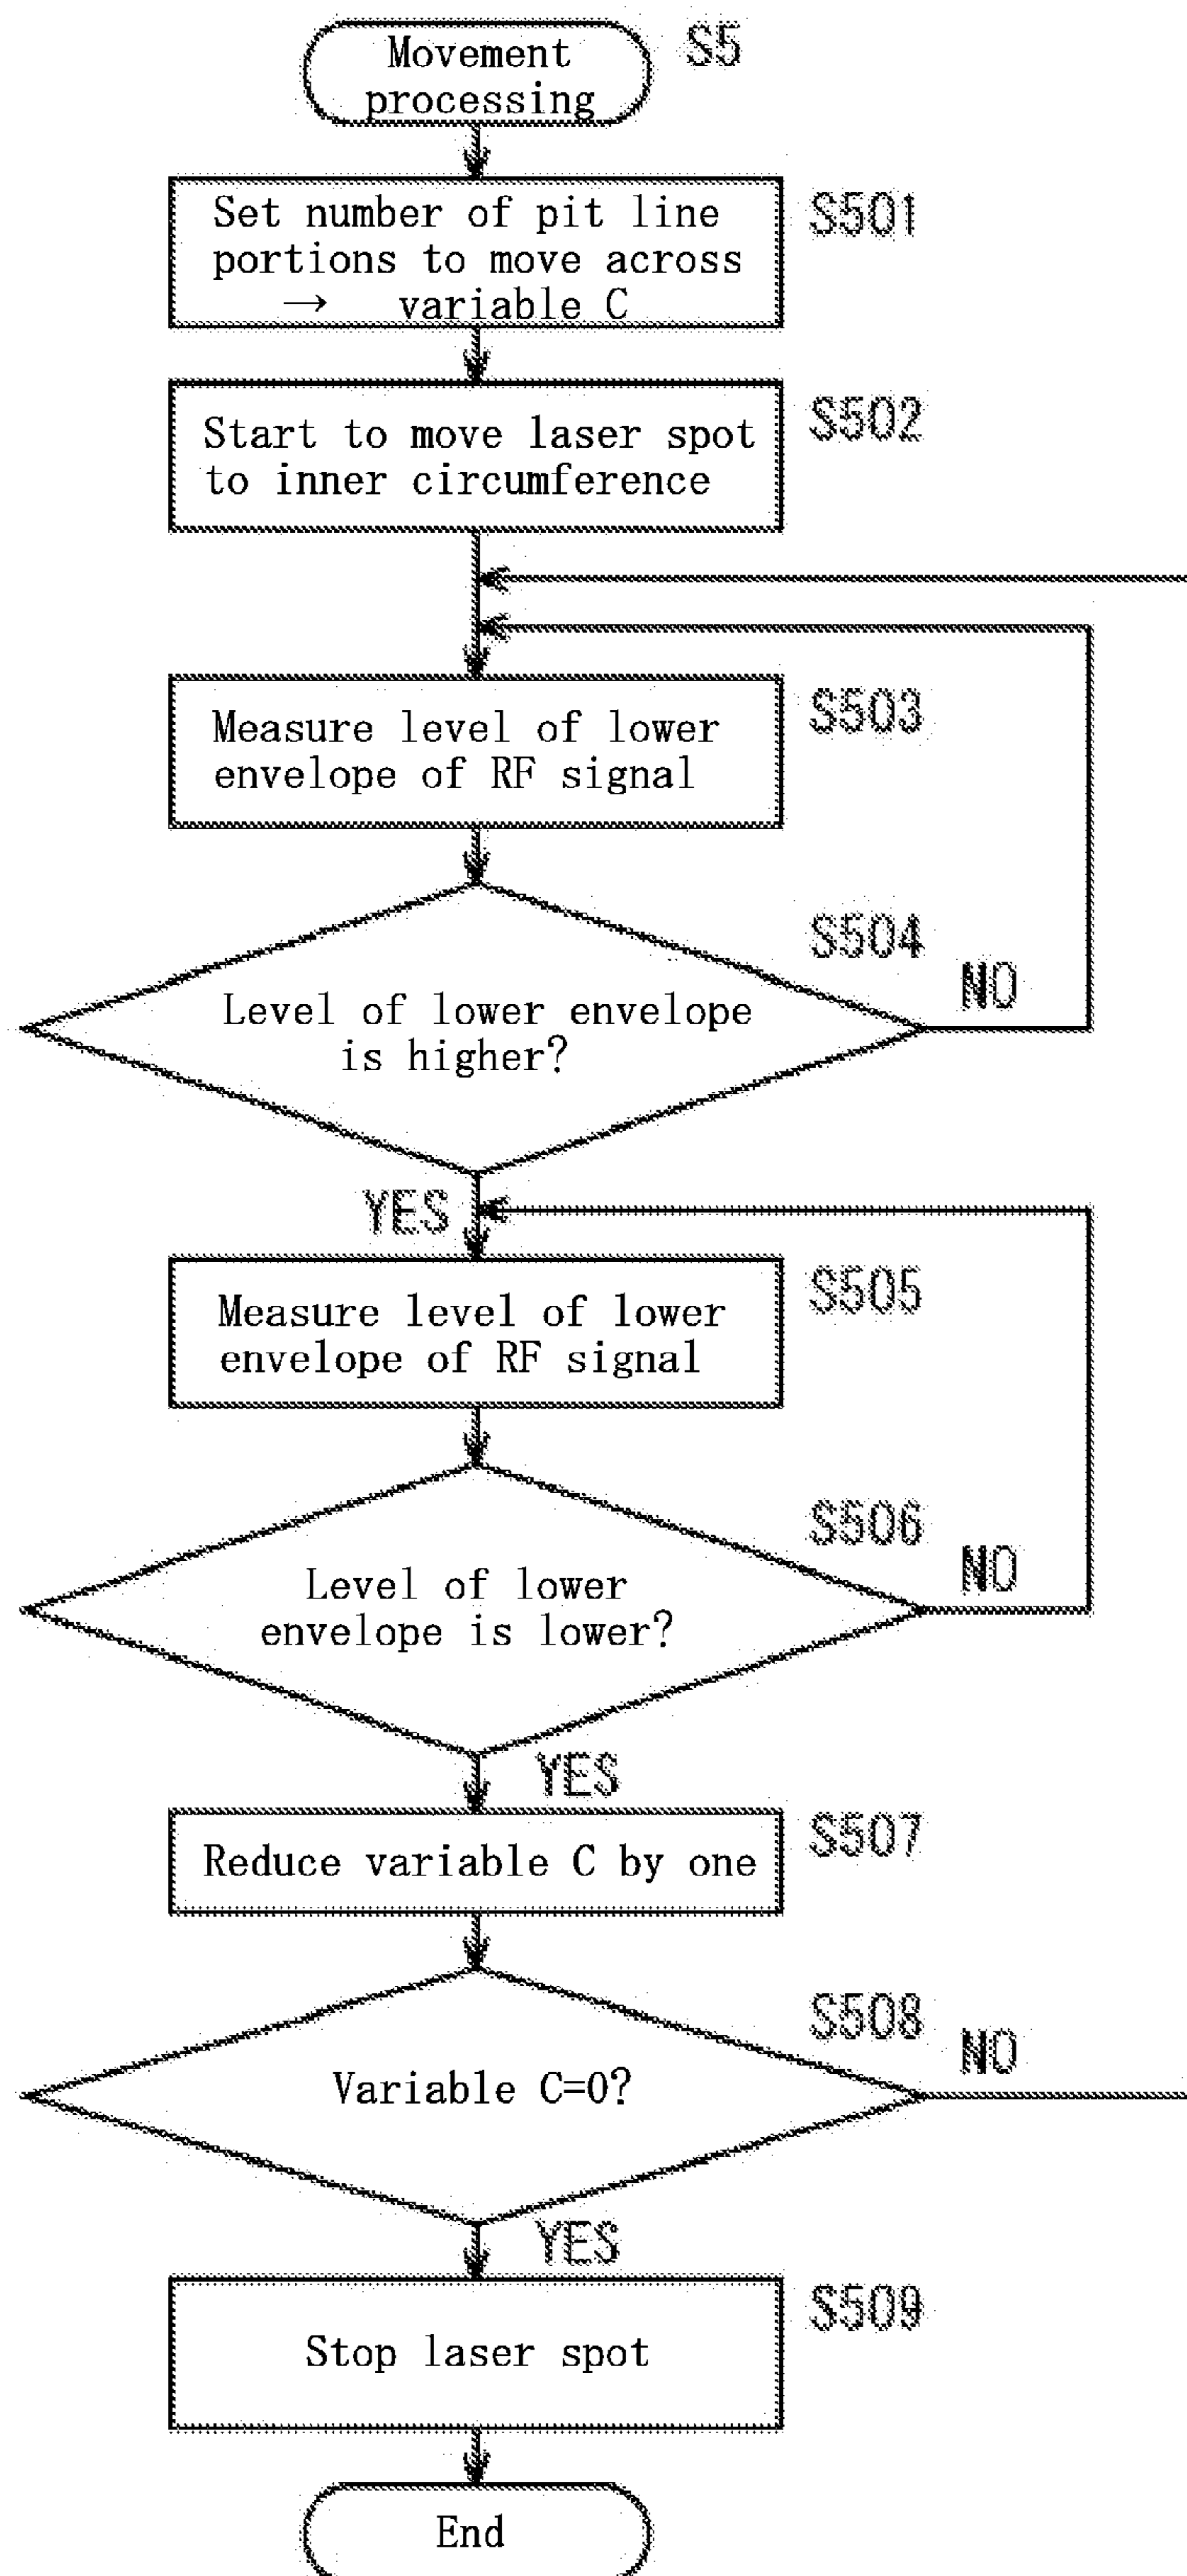 Movement
processing
S5
Set number of pit line
portions to move across
→ variable C
S501
Start to move laser spot
to inner circumference
S502
Measure level of lower
envelope of RF signal
S503
Level of lower envelope
is higher?
S504
NO
YES
Measure level of lower
envelope of RF signal
S505
Level of lower
envelope is lower?
S506
NO
YES
Reduce variable C by one
S507
Variable C=0?
S508
NO
YES
Stop laser spot
S509
End